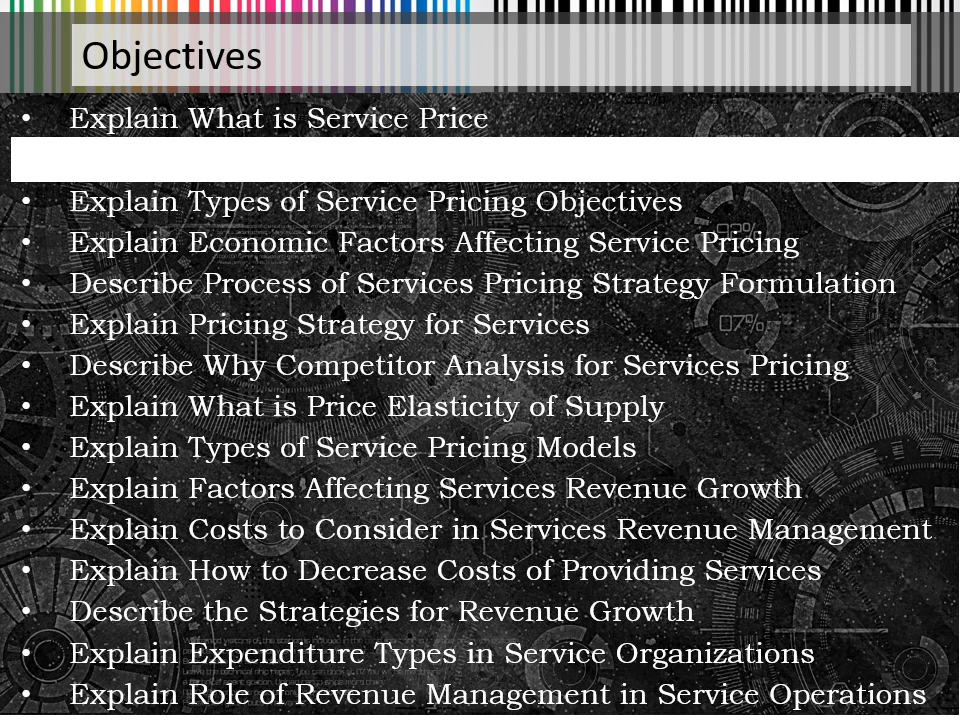 Objectives
• Explain What is Service Price
• Explain Types of Service Pricing Objectives
• Explain Economic Factors Affecting Service Pricing
• Describe Process of Services Pricing Strategy Formulation
• Explain Pricing Strategy for Services
• Describe Why Competitor Analysis for Services Pricing
• Explain What is Price Elasticity of Supply
• Explain Types of Service Pricing Models
• Explain Factors Affecting Services Revenue Growth
• Explain Costs to Consider in Services Revenue Management
• Explain How to Decrease Costs of Providing Services
• Describe the Strategies for Revenue Growth
• Explain Expenditure Types in Service Organizations
• Explain Role of Revenue Management in Service Operations
07%